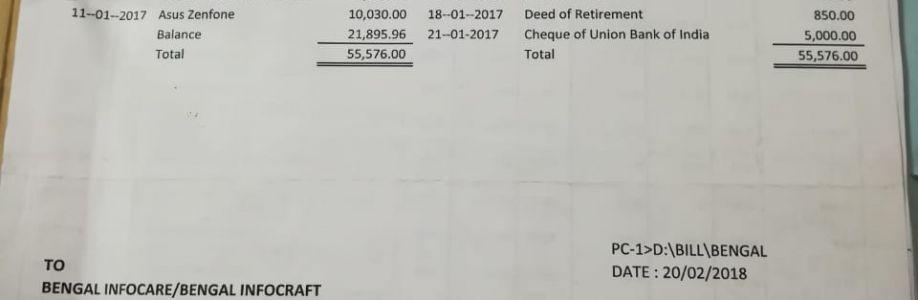 11--01--2017 Asus Zenfone 10,030.00 18--01--2017 Deed of Retirement 850.00
Balance 21,895.96 21--01-2017 Cheque of Union Bank of India 5,000.00
Total 55,576.00 Total 55,576.00
PC-1>D:\BILL\BENGAL
TO DATE : 20/02/2018
BENGAL INFOCARE/BENGAL INFOCRAFT